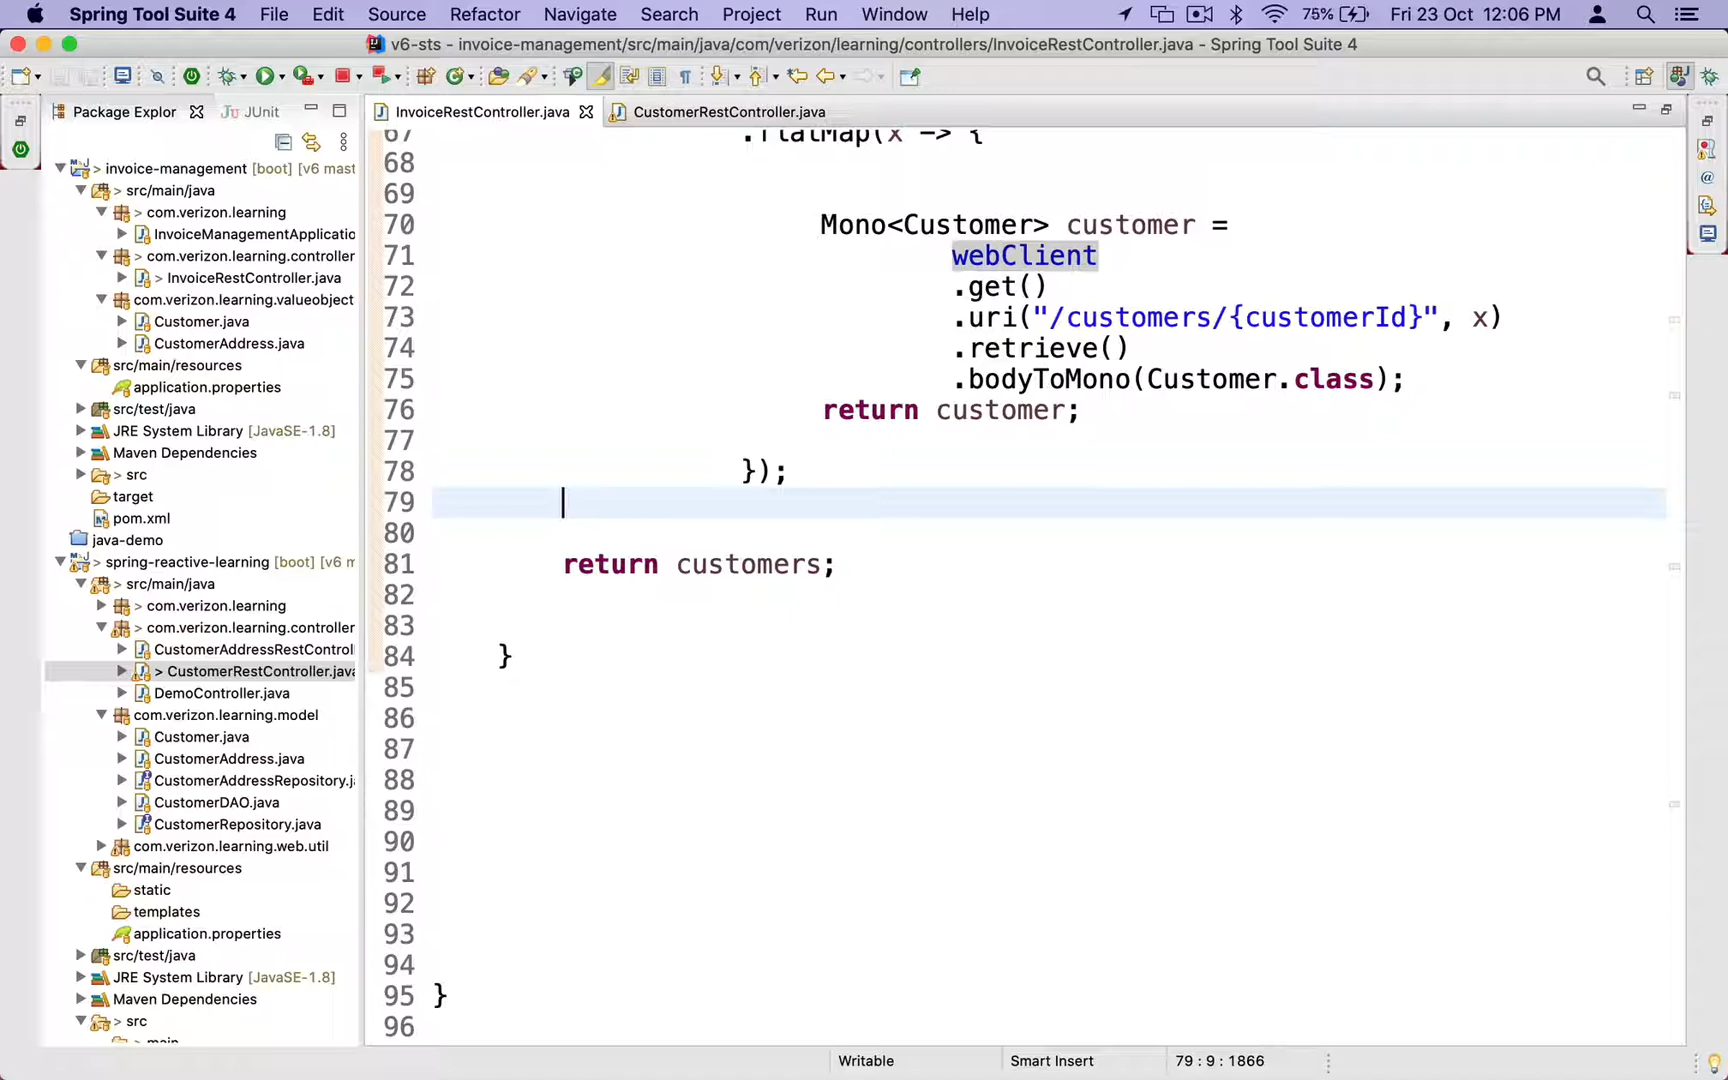 Spring Tool Suite 4 File Edit Source Refactor Navigate Search Project Run Window Help 75% Fri 23 Oct 12:06 PM
v6-sts - invoice-management/src/main/java/com/verizon/learning/controllers/InvoiceRestController.java - Spring Tool Suite 4
Package Explor JUnit
InvoiceRestController.java CustomerRestController.java
> invoice-management [boot] [v6 mast
> src/main/java
> com.verizon.learning
InvoiceManagementApplicatio
> com.verizon.learning.controller
> InvoiceRestController.java
com.verizon.learning.valueobject
Customer.java
CustomerAddress.java
src/main/resources
application.properties
src/test/java
JRE System Library [JavaSE-1.8]
Maven Dependencies
> src
target
pom.xml
java-demo
> spring-reactive-learning [boot] [v6 m
> src/main/java
> com.verizon.learning
> com.verizon.learning.controller
CustomerAddressRestControl
> CustomerRestController.java
DemoController.java
com.verizon.learning.model
Customer.java
CustomerAddress.java
CustomerAddressRepository.ja
CustomerDAO.java
CustomerRepository.java
com.verizon.learning.web.util
src/main/resources
static
templates
application.properties
src/test/java
JRE System Library [JavaSE-1.8]
Maven Dependencies
> src
main
67 .flatMap(x -> {
68
69
70 Mono<Customer> customer =
71 webClient
72 .get()
73 .uri("/customers/{customerId}", x)
74 .retrieve()
75 .bodyToMono(Customer.class);
76 return customer;
77
78 });
79
80
81 return customers;
82
83
84 }
85
86
87
88
89
90
91
92
93
94
95 }
96
Writable Smart Insert 79 : 9 : 1866